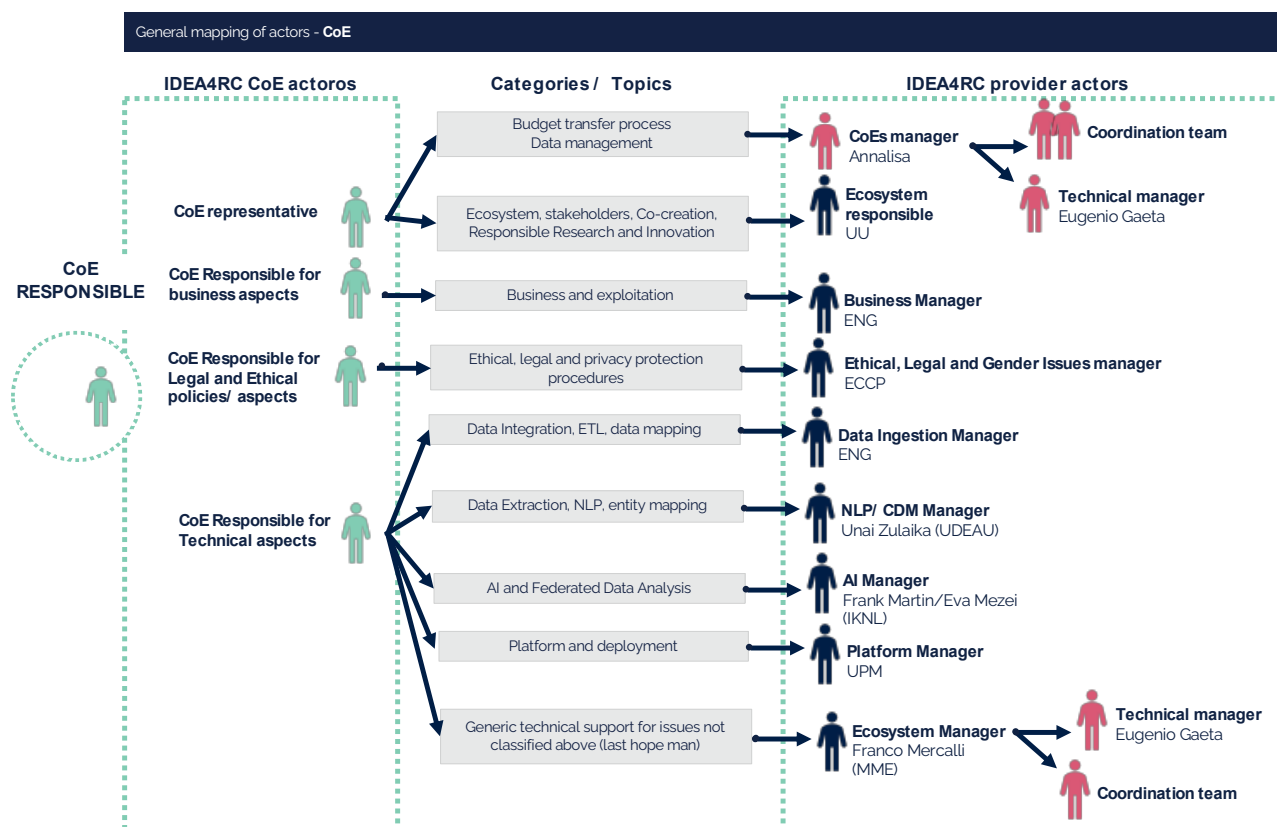 General mapping of actors - CoE
IDEA4RC CoE actoros
Categories / Topics
IDEA4RC provider actors
CoE
RESPONSIBLE
CoE representative
CoE Responsible for
business aspects
CoE Responsible for
Legal and Ethical
policies/ aspects
CoE Responsible for
Technical aspects
Budget transfer process
Data management
Ecosystem, stakeholders, Co-creation,
Responsible Research and Innovation
Business and exploitation
Ethical, legal and privacy protection
procedures
Data Integration, ETL, data mapping
Data Extraction, NLP, entity mapping
AI and Federated Data Analysis
Platform and deployment
Generic technical support for issues not
classified above (last hope man)
CoEs manager
Annalisa
Coordination team
Technical manager
Eugenio Gaeta
Ecosystem
responsible
UU
Business Manager
ENG
Ethical, Legal and Gender Issues manager
ECCP
Data Ingestion Manager
ENG
NLP/ CDM Manager
Unai Zulaika (UDEAU)
AI Manager
Frank Martin/Eva Mezei
(IKNL)
Platform Manager
UPM
Ecosystem Manager
Franco Mercalli
(MME)
Technical manager
Eugenio Gaeta
Coordination team